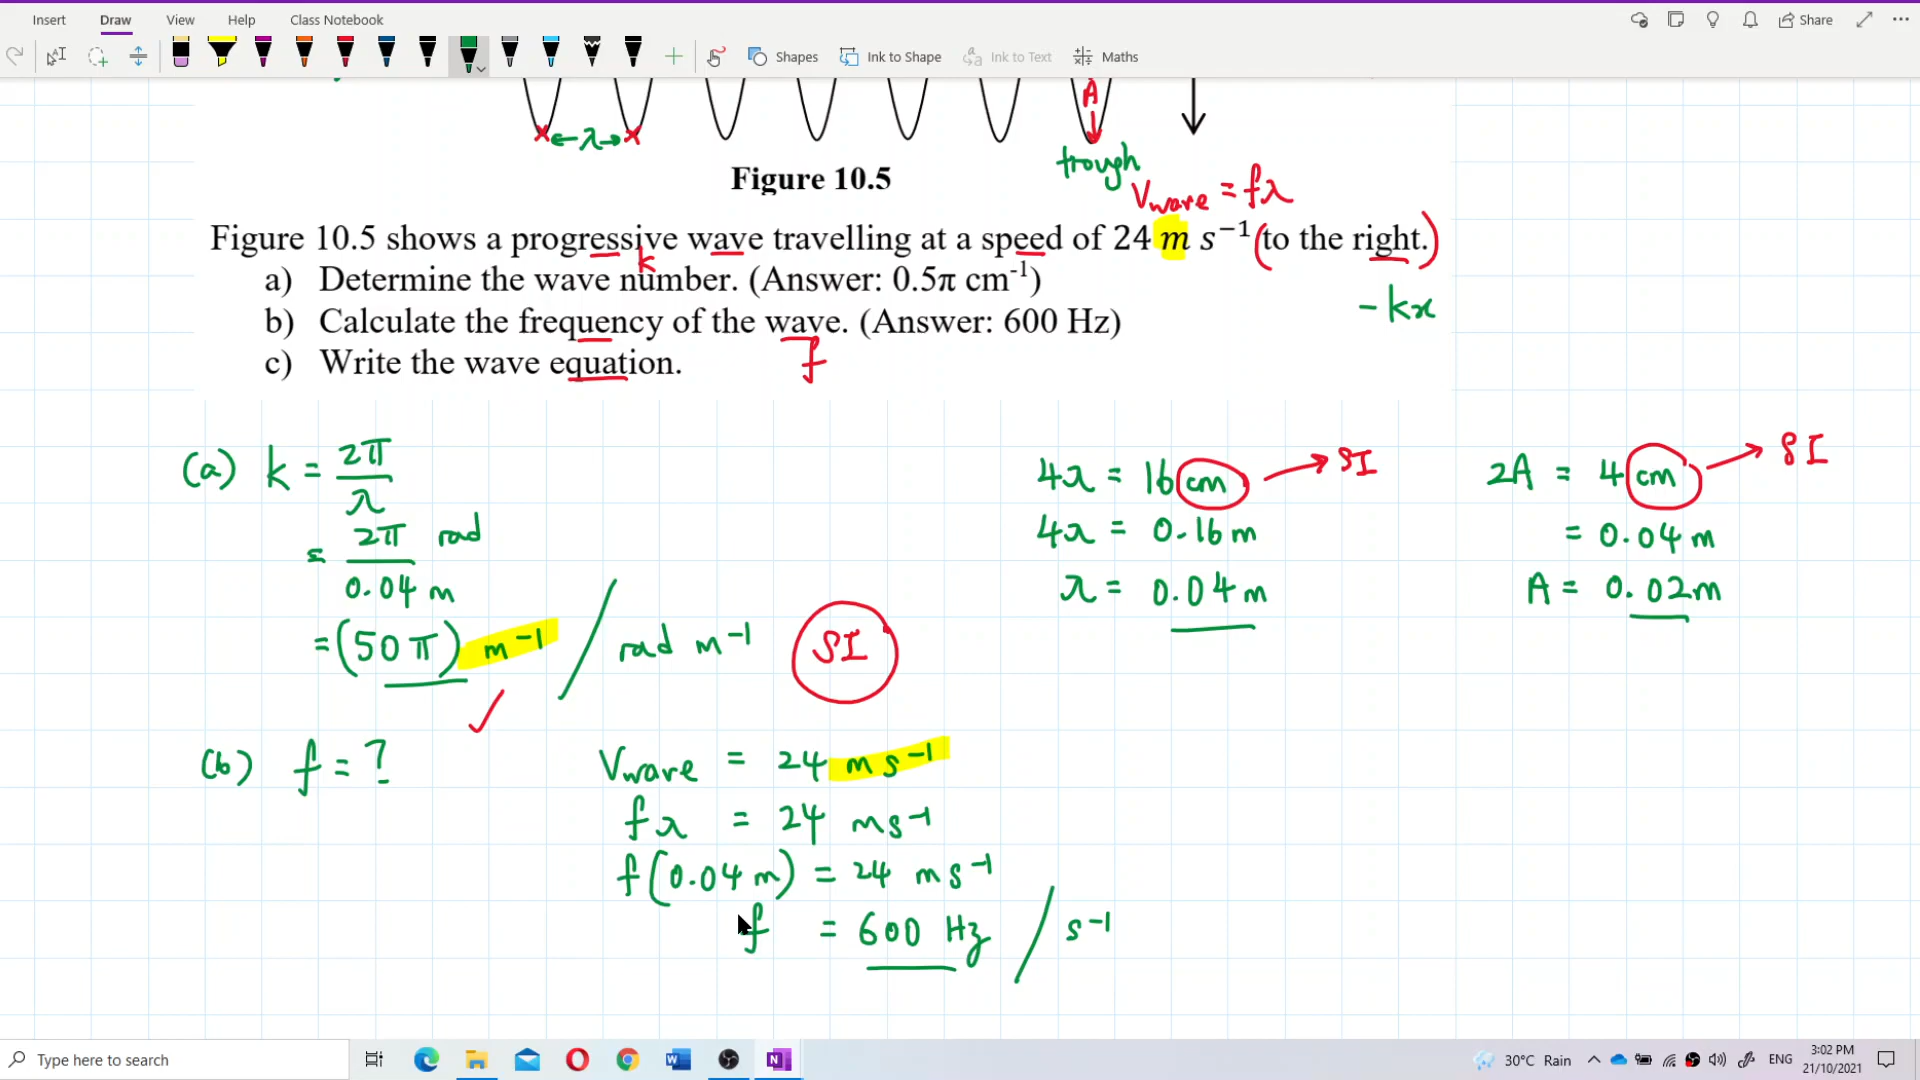 Insert Draw View Help Class Notebook Share
Shapes Ink to Shape Ink to Text Maths
A
← λ →
trough
Figure 10.5
Vwave = fλ
Figure 10.5 shows a progressive wave travelling at a speed of 24 m s⁻¹ (to the right.)
k
a) Determine the wave number. (Answer: 0.5π cm⁻¹)
- kx
b) Calculate the frequency of the wave. (Answer: 600 Hz)
f
c) Write the wave equation.
(a) k = 2π/λ
= 2π rad/0.04 m
= (50 π) m⁻¹ / rad m⁻¹
SI
4λ = 16 cm → SI
4λ = 0.16 m
λ = 0.04 m
2A = 4 cm → SI
= 0.04 m
A = 0.02 m
(b) f = ?
Vwave = 24 m s⁻¹
fλ = 24 ms⁻¹
f(0.04 m) = 24 ms⁻¹
f = 600 Hz / s⁻¹
Type here to search
30°C Rain ENG 3:02 PM
21/10/2021